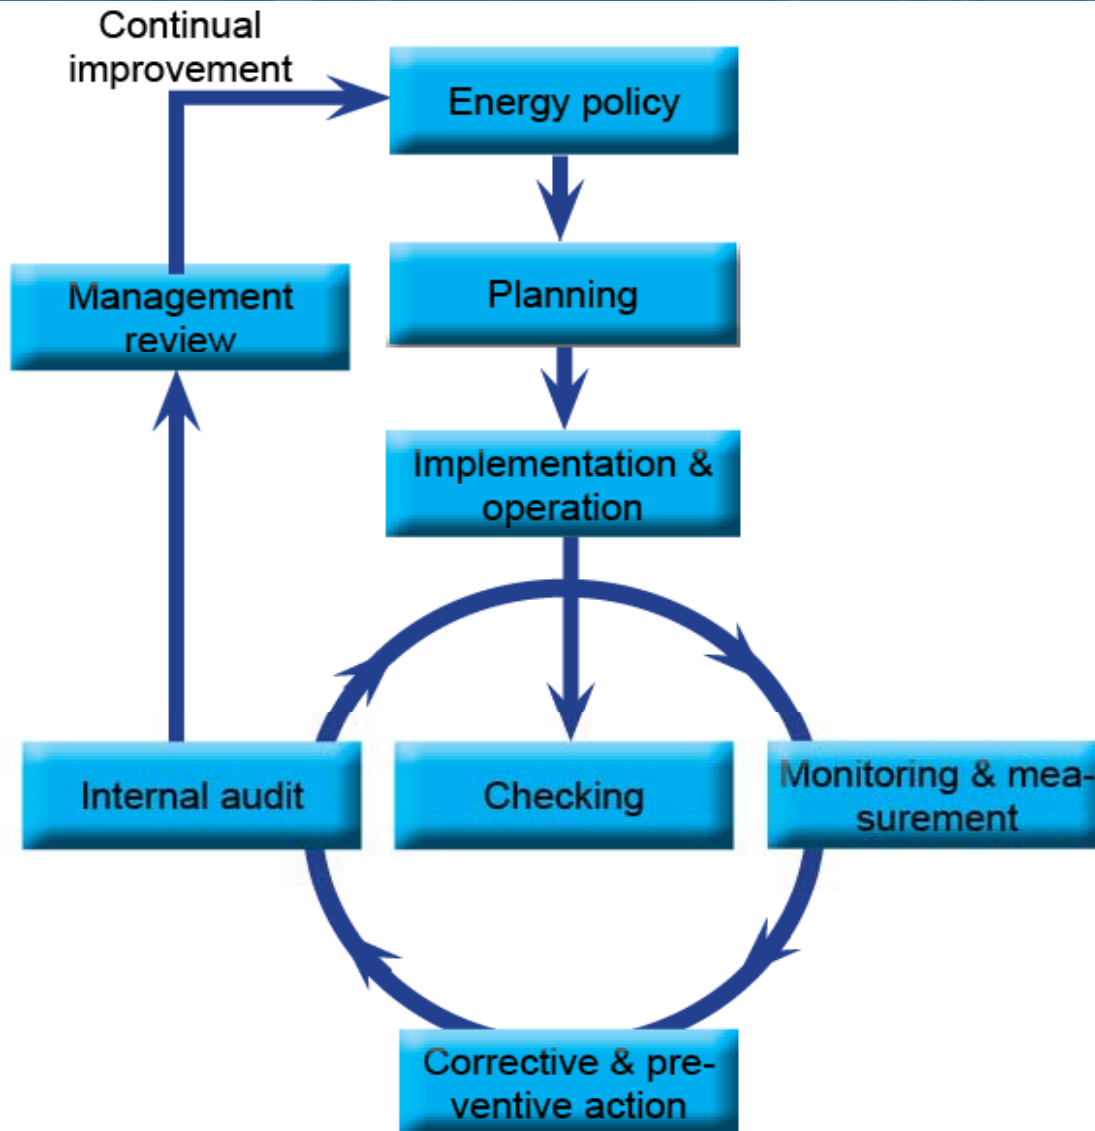 Continual
improvement
Energy policy
Planning
Management
review
Implementation &
operation
Internal audit
Checking
Monitoring & mea-
surement
Corrective & pre-
ventive action